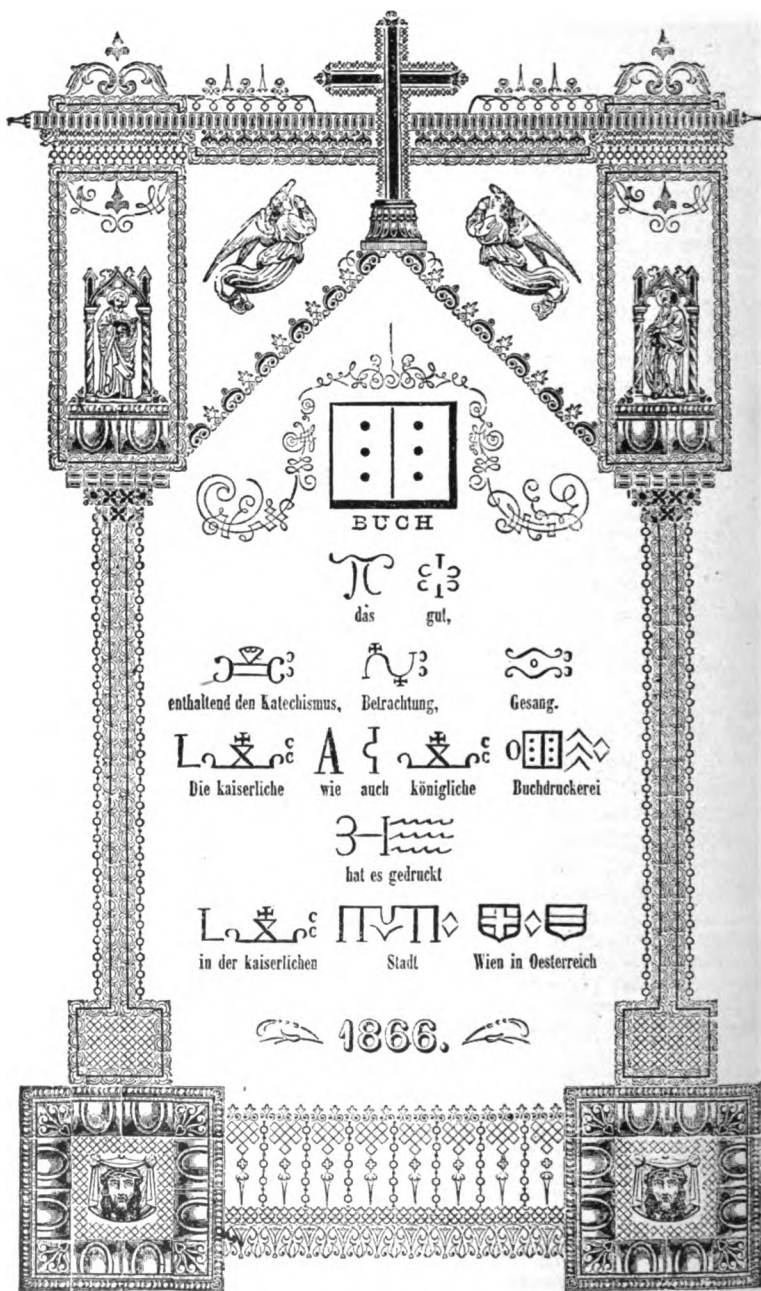 BUCH
das gut,
enthaltend den Katechismus, Betrachtung, Gesang.
Die kaiserliche wie auch königliche Buchdruckerei
hat es gedruckt
in der kaiserlichen Stadt Wien in Oesterreich
1866.